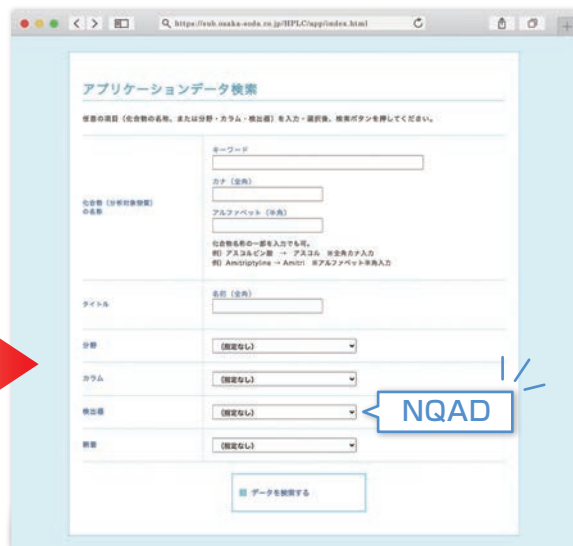 https://sub.osaka-soda.co.jp/HPLC/app/index.html
アプリケーションデータ検索
任意の項目（化合物の名称、または分野・カラム・検出器）を入力・選択後、検索ボタンを押してください。
化合物（分析対象物質）
の名称
キーワード
カナ（全角）
アルファベット（半角）
化合物名称の一部を入力でも可。
例）アスコルビン酸 → アスコル ※全角カナ入力
例）Amitriptyline → Amitri ※アルファベット半角入力
タイトル
名前（全角）
分野
（指定なし）
カラム
（指定なし）
検出器
（指定なし）
NQAD
新着
（指定なし）
データを検索する